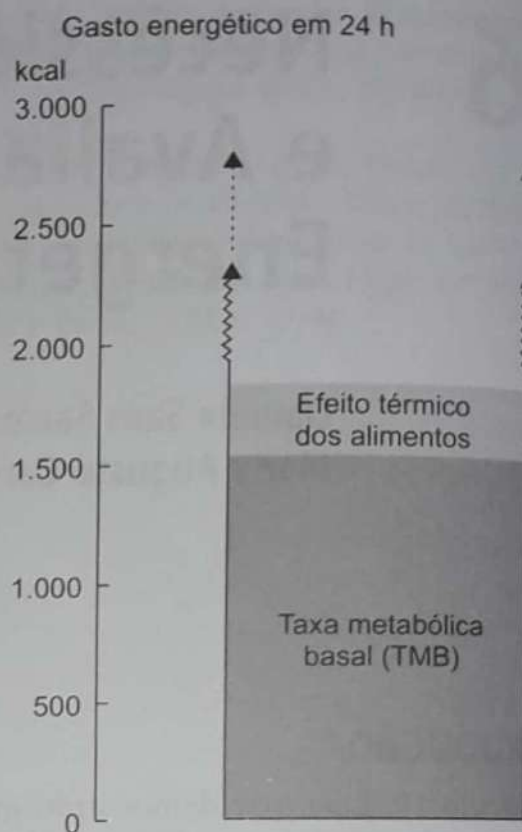 Gasto energético em 24 h
kcal
3.000
2.500
2.000
1.500
1.000
500
0
Efeito térmico
dos alimentos
Taxa metabólica
basal (TMB)